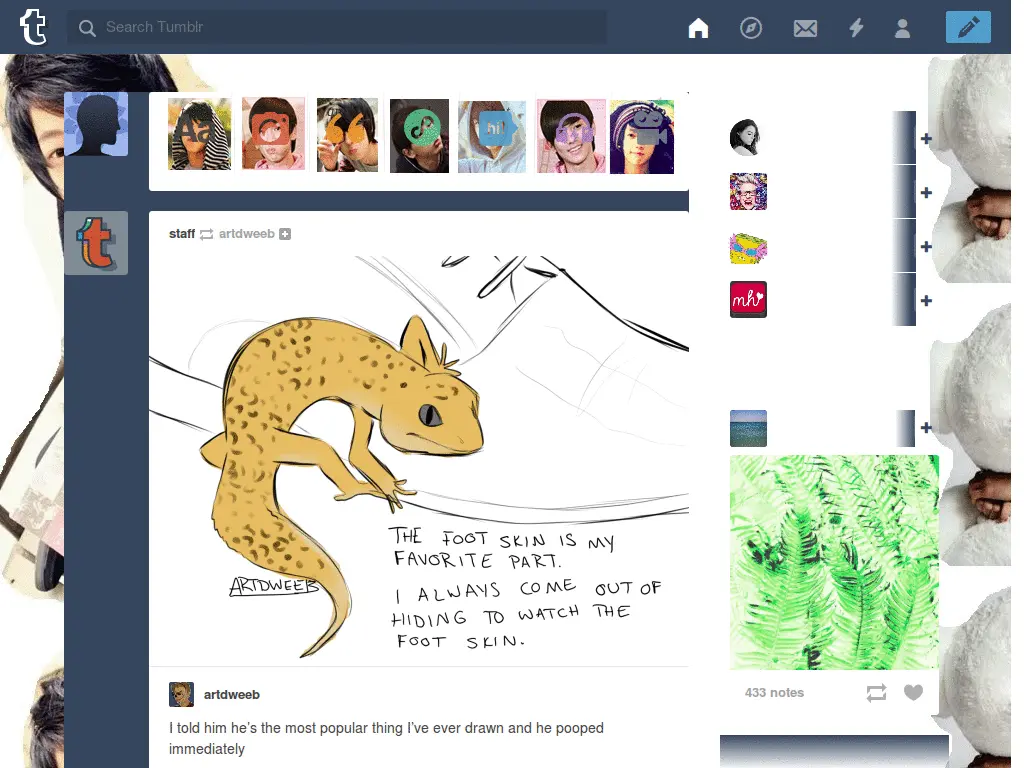 t
Search Tumblr
Aa
hi!
t
staff artdweeb
THE FOOT SKIN IS MY
FAVORITE PART.
I ALWAYS COME OUT OF
HIDING TO WATCH THE
FOOT SKIN.
ARTDWEEB
artdweeb
I told him he's the most popular thing I've ever drawn and he pooped
immediately
mh
433 notes